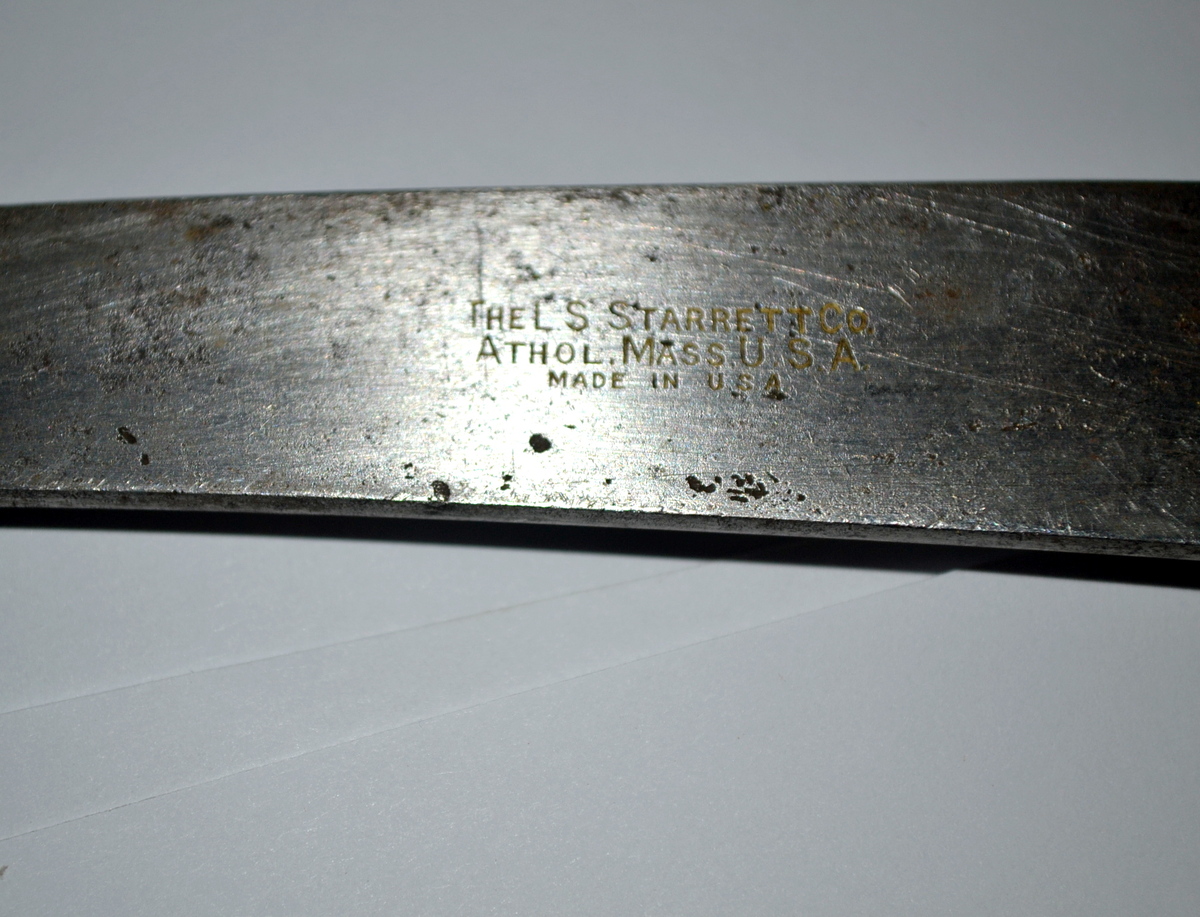 THE L.S. STARRETT CO.
ATHOL, MASS. U.S.A.
MADE IN U.S.A.